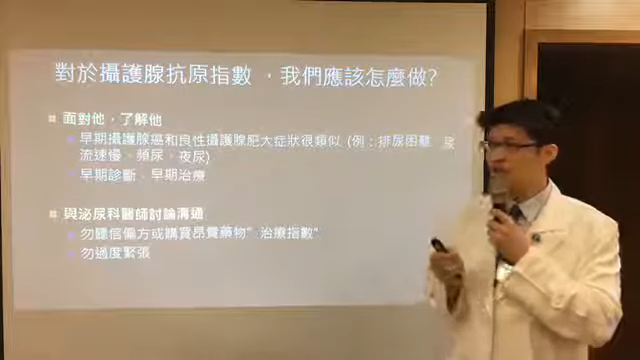 對於攝護腺抗原指數，我們應該怎麼做?
面對他，了解他
早期攝護腺癌和良性攝護腺肥大症狀很類似 (例：排尿困難、尿
流速慢、頻尿、夜尿)
早期診斷、早期治療
與泌尿科醫師討論溝通
勿聽信偏方或購買昂貴藥物"治療指數"
勿過度緊張